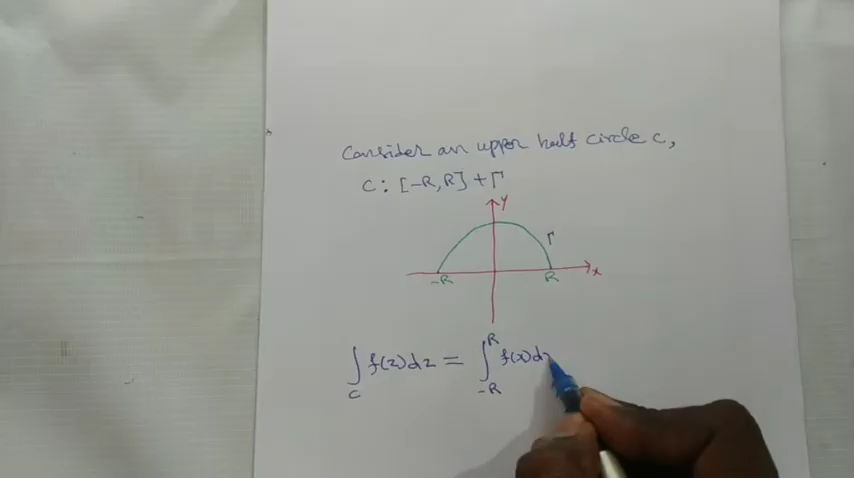 Consider an upper half circle C,
C : [-R, R] + Γ
y
Γ
-R R x
∫_C f(z)dz = ∫_{-R}^{R} f(x)dx